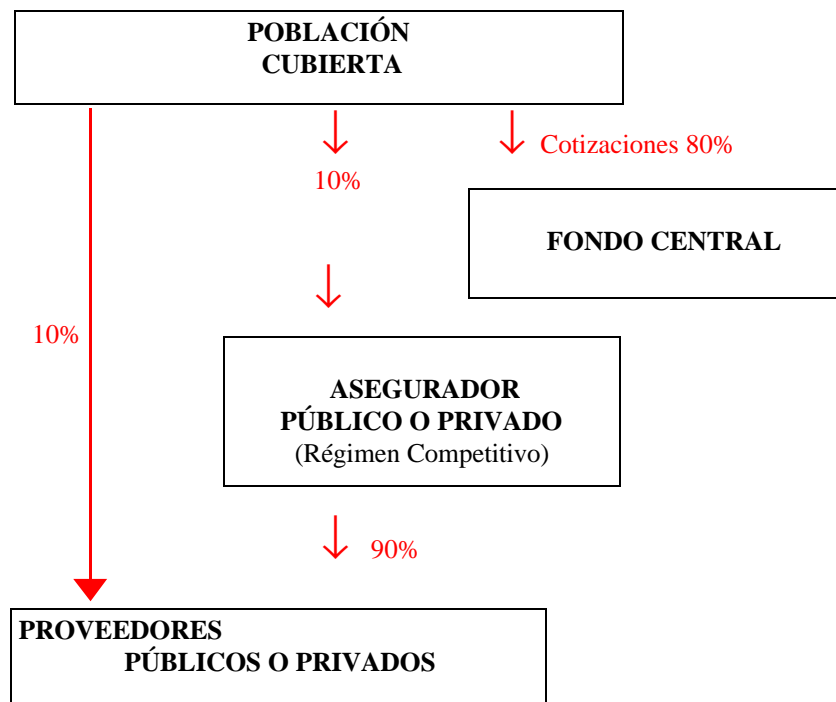 POBLACIÓN
CUBIERTA
Cotizaciones 80%
10%
FONDO CENTRAL
10%
ASEGURADOR
PÚBLICO O PRIVADO
(Régimen Competitivo)
90%
PROVEEDORES
PÚBLICOS O PRIVADOS